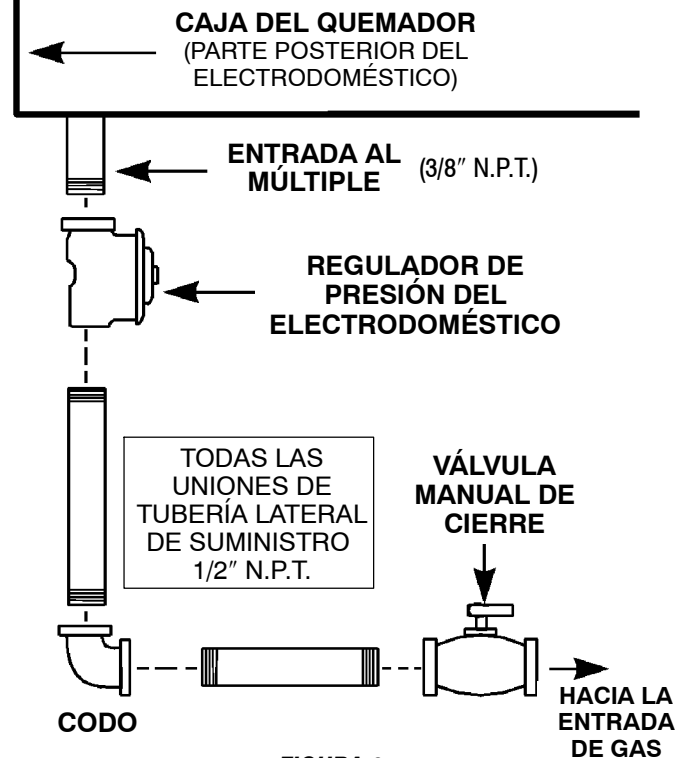 CAJA DEL QUEMADOR
(PARTE POSTERIOR DEL
ELECTRODOMÉSTICO)
ENTRADA AL
MÚLTIPLE
(3/8″ N.P.T.)
REGULADOR DE
PRESIÓN DEL
ELECTRODOMÉSTICO
TODAS LAS
UNIONES DE
TUBERÍA LATERAL
DE SUMINISTRO
1/2″ N.P.T.
VÁLVULA
MANUAL DE
CIERRE
CODO
HACIA LA
ENTRADA
DE GAS
FIGURA